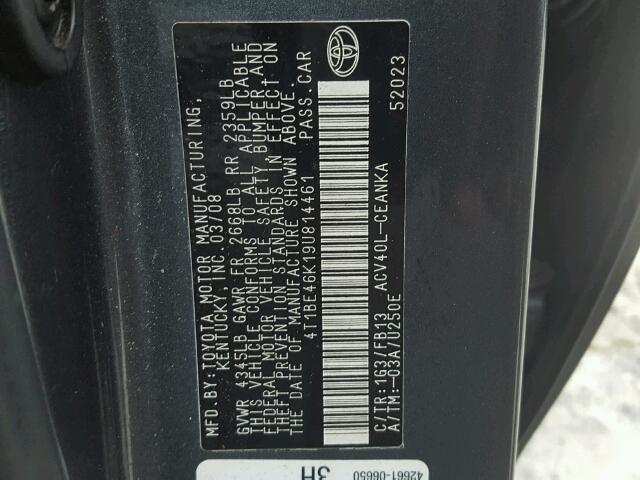 MFD.BY:TOYOTA MOTOR MANUFACTURING,
KENTUCKY, INC. 03/08
GVWR 4345LB GAWR FR 2668LB RR 2359LB
THIS VEHICLE CONFORMS TO ALL APPLICABLE
FEDERAL MOTOR VEHICLE SAFETY, BUMPER AND
THEFT PREVENTION STANDARDS IN EFFECT ON
THE DATE OF MANUFACTURE SHOWN ABOVE.
4T1BE46K19U814461 PASS.CAR
C/TR:1G3/FB13 ACV40L-CEANKA
A/TM:-03A/U250E 52023
42661-06650
3H